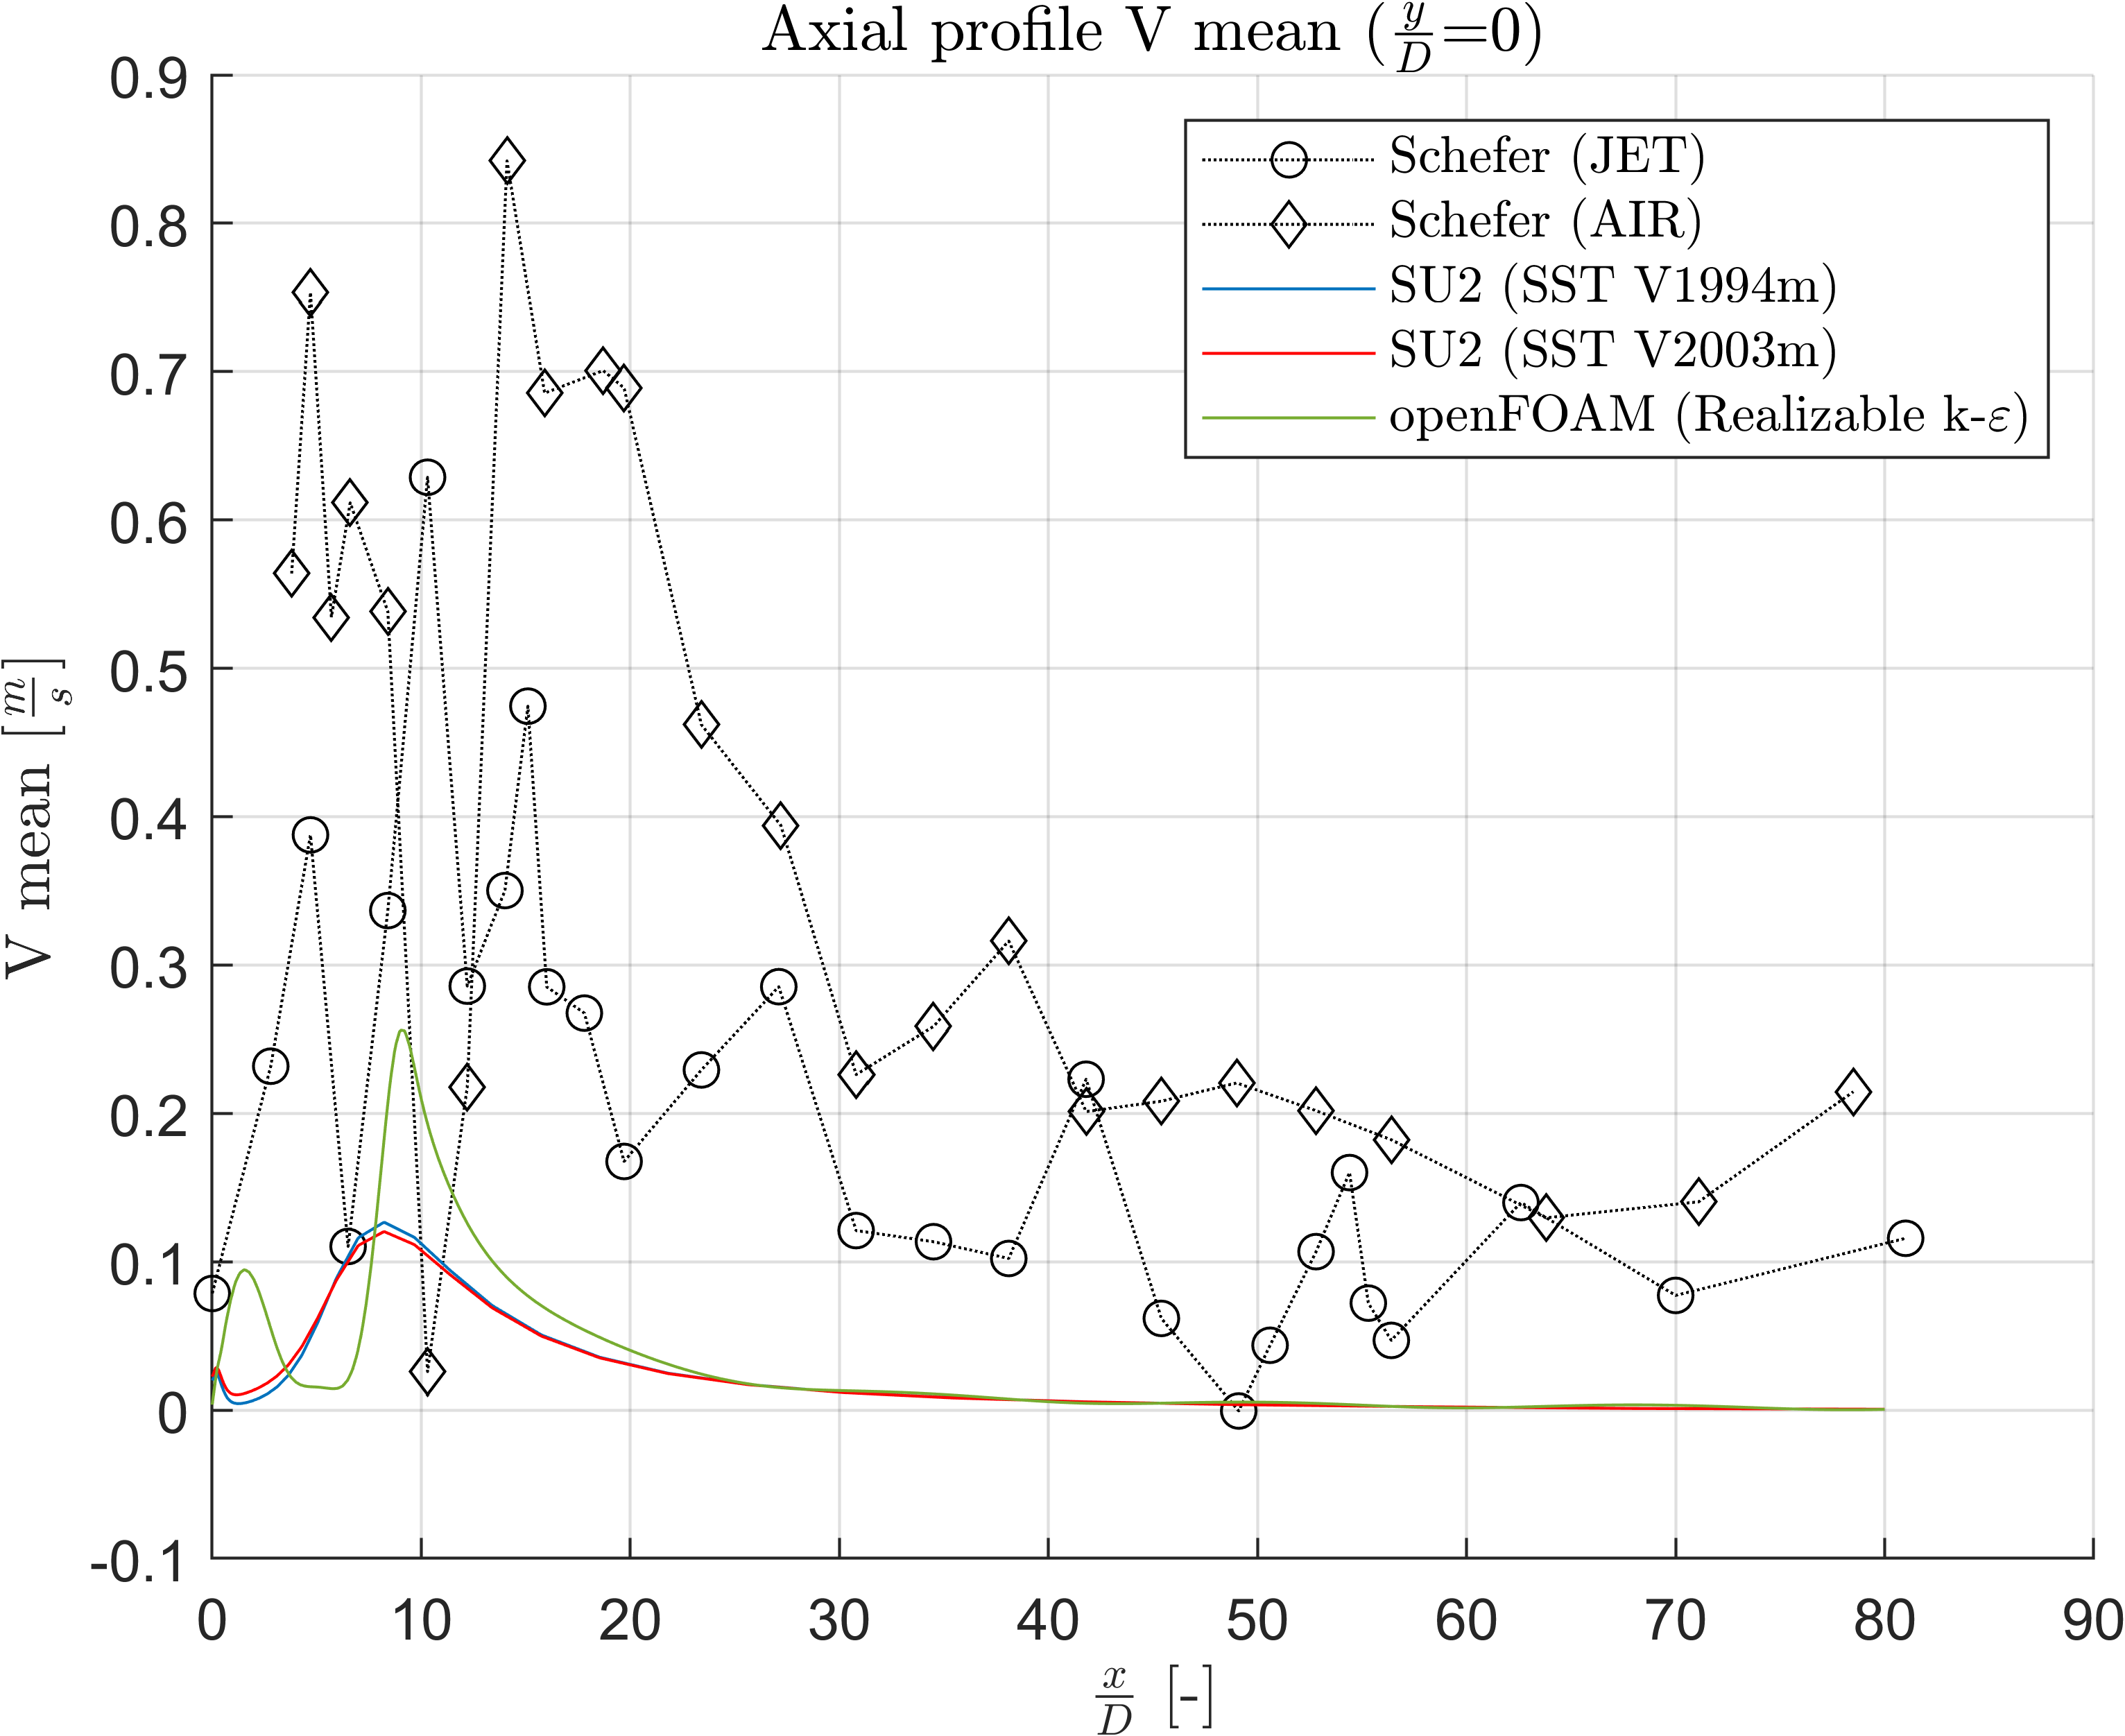 Axial profile V mean (y/D=0)
0.9
0.8
0.7
0.6
0.5
0.4
0.3
0.2
0.1
0
-0.1
V mean [m/s]
Schefer (JET)
Schefer (AIR)
SU2 (SST V1994m)
SU2 (SST V2003m)
openFOAM (Realizable k-ε)
0 10 20 30 40 50 60 70 80 90
x/D [-]